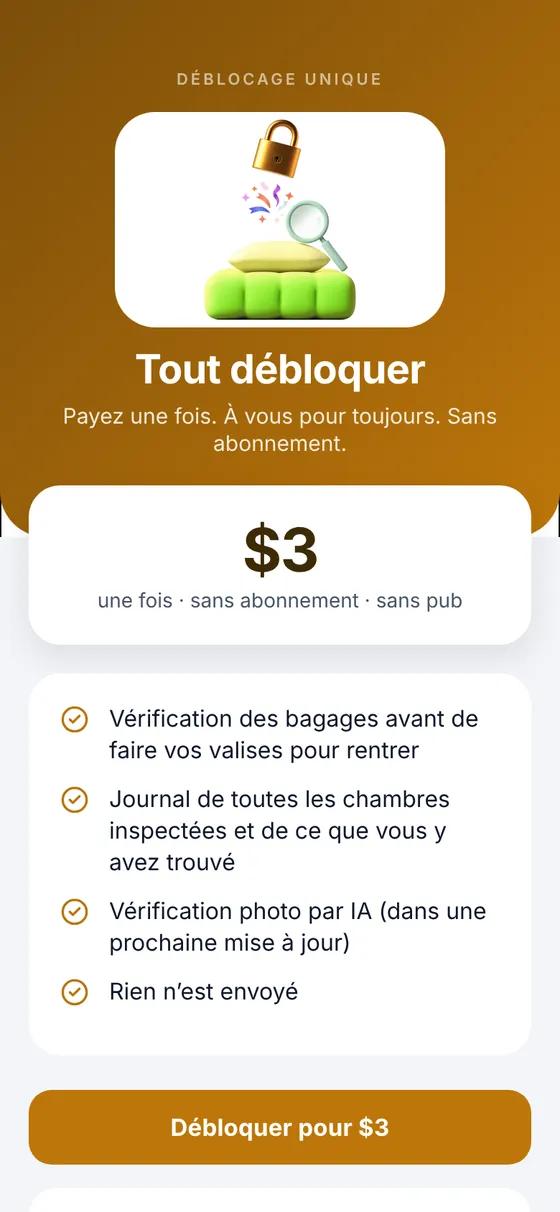 DÉBLOCAGE UNIQUE
Tout débloquer
Payez une fois. À vous pour toujours. Sans
abonnement.
$3
une fois · sans abonnement · sans pub
Vérification des bagages avant de
faire vos valises pour rentrer
Journal de toutes les chambres
inspectées et de ce que vous y
avez trouvé
Vérification photo par IA (dans une
prochaine mise à jour)
Rien n’est envoyé
Débloquer pour $3